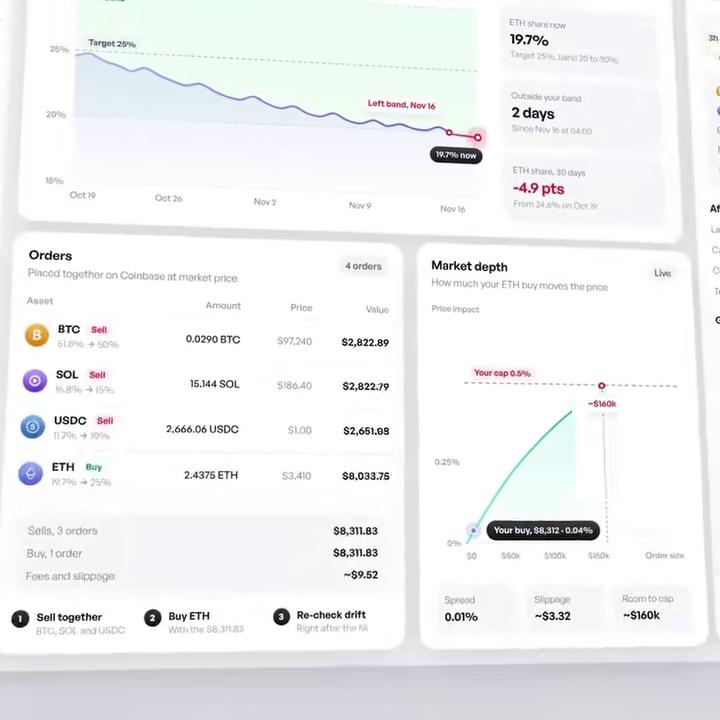 25%
Target 25%
20%
15%
Left band, Nov 16
19.7% now
Oct 19
Oct 26
Nov 2
Nov 9
Nov 16
ETH share now
19.7%
Target 25%, band 20 to 30%
Outside your band
2 days
Since Nov 16 at 04:00
ETH share, 30 days
-4.9 pts
From 24.6% on Oct 19
3h
Orders
Placed together on Coinbase at market price
4 orders
Asset Amount Price Value
BTC Sell 0.0290 BTC $97,240 $2,822.89
51.8% → 50%
SOL Sell 15.144 SOL $186.40 $2,822.79
16.8% → 15%
USDC Sell 2,666.06 USDC $1.00 $2,651.08
11.7% → 10%
ETH Buy 2.4375 ETH $3,410 $8,033.75
19.7% → 25%
Sells, 3 orders $8,311.83
Buy, 1 order $8,311.83
Fees and slippage ~$9.52
1 Sell together
BTC, SOL and USDC
2 Buy ETH
With the $8,311.83
3 Re-check drift
Right after the fill
Market depth
How much your ETH buy moves the price
Live
Price impact
Your cap 0.5%
~$160k
0.25%
Your buy, $8,312 · 0.04%
0%
$0 $50k $100k $150k Order size
Spread
0.01%
Slippage
~$3.32
Room to cap
~$160k